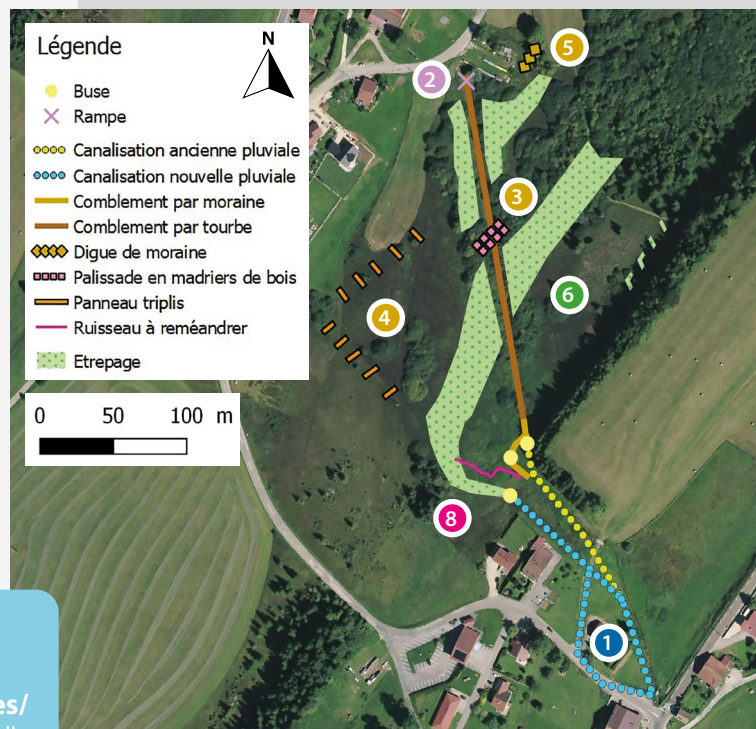 Légende
N
Buse
Rampe
Canalisation ancienne pluviale
Canalisation nouvelle pluviale
Comblement par moraine
Comblement par tourbe
Digue de moraine
Palissade en madriers de bois
Panneau triplis
Ruisseau à reméandrer
Etrepage
0 50 100 m
5
2
3
6
4
8
1
es/